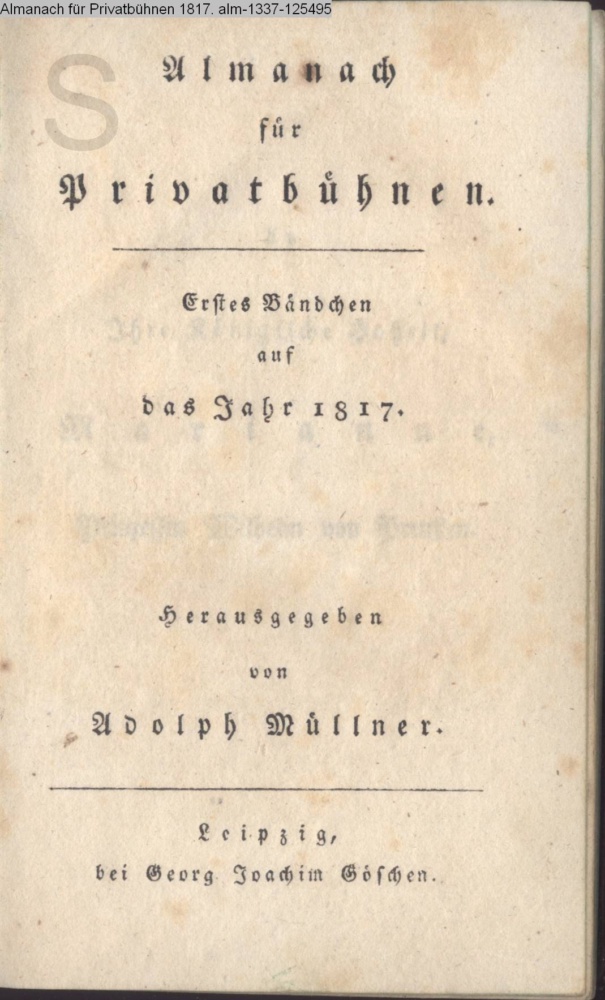 Almanach für Privatbühnen 1817. alm-1337-125495
S
Almanach
für
Privatbühnen.
Erstes Bändchen
auf
das Jahr 1817.
Herausgegeben
von
Adolph Müllner.
Leipzig,
bei Georg Joachim Göschen.